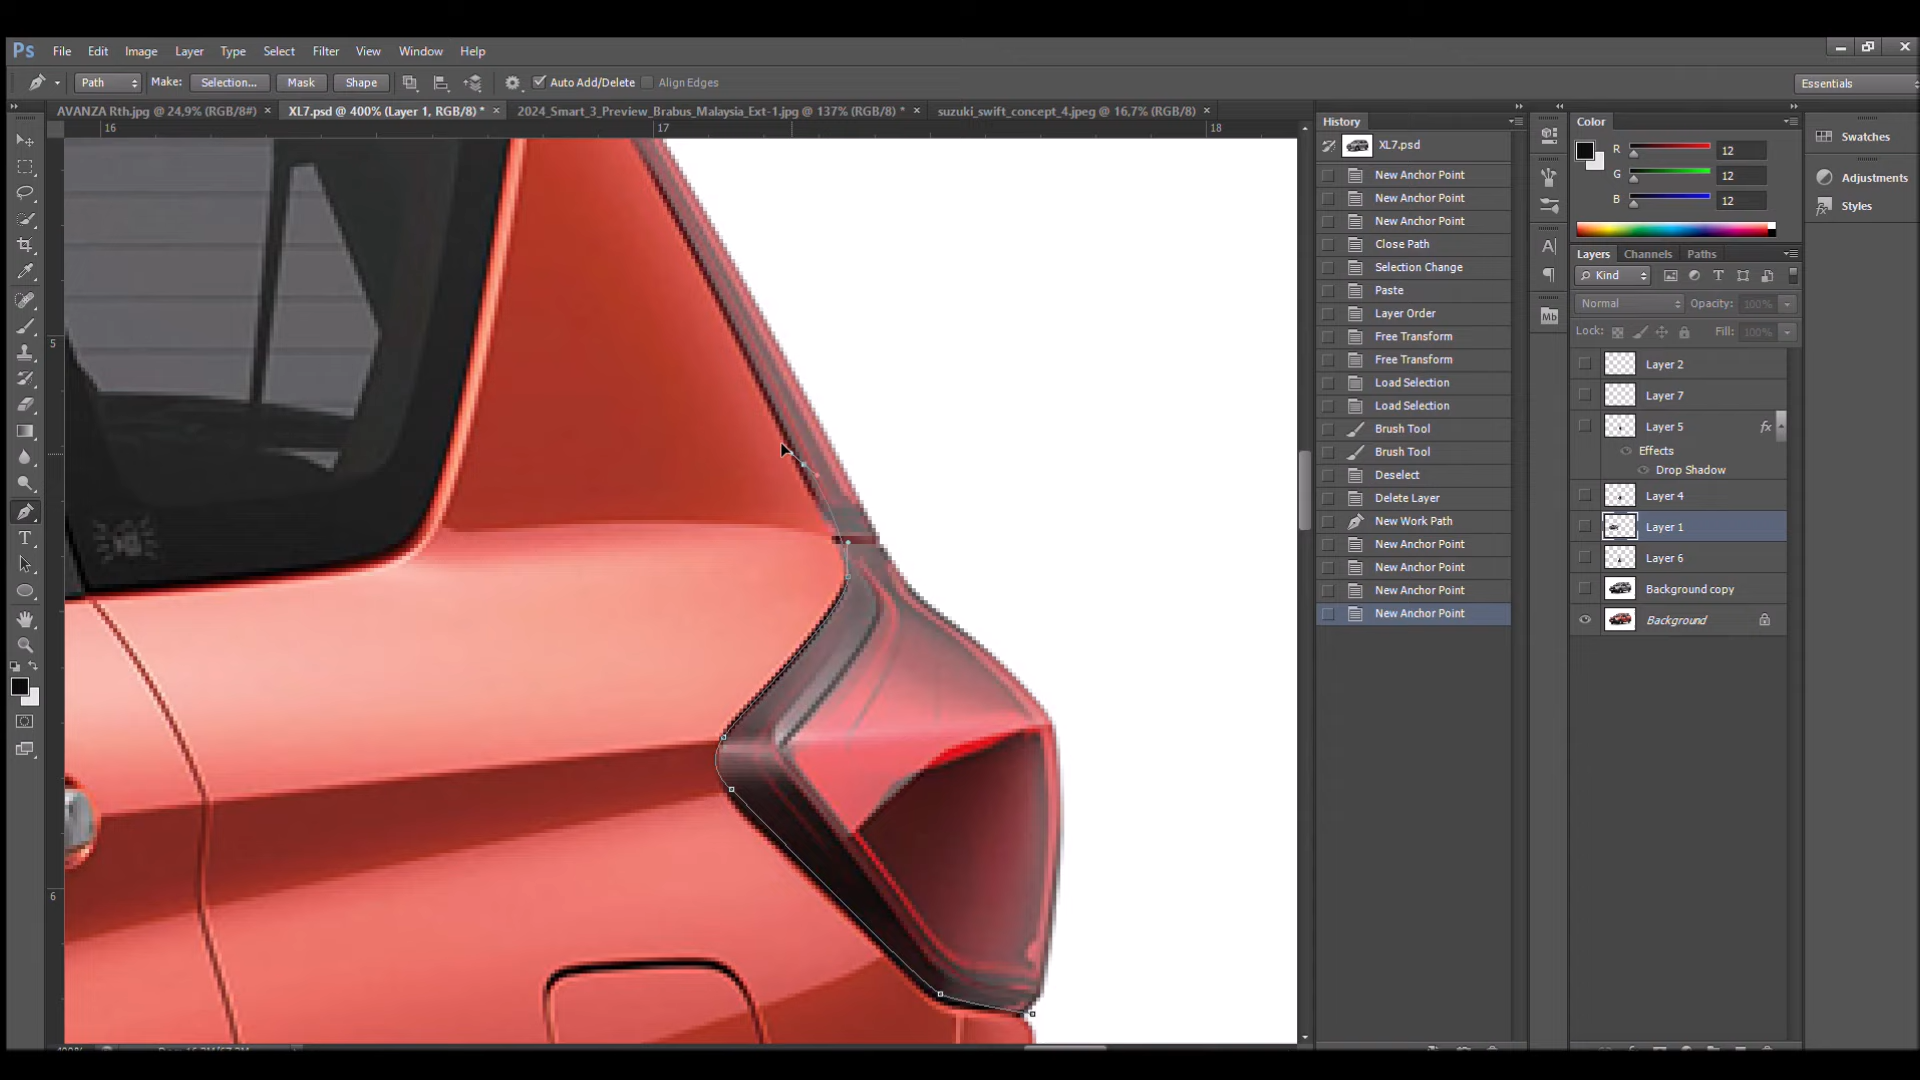 Ps File Edit Image Layer Type Select Filter View Window Help
Path Make: Selection... Mask Shape Auto Add/Delete Align Edges Essentials
AVANZA Rth.jpg @ 24,9% (RGB/8#) × XL7.psd @ 400% (Layer 1, RGB/8) * × 2024_Smart_3_Preview_Brabus_Malaysia_Ext-1.jpg @ 137% (RGB/8) * × suzuki_swift_concept_4.jpeg @ 16,7% (RGB/8) ×
16 17 18
5
6
History
XL7.psd
New Anchor Point
New Anchor Point
New Anchor Point
Close Path
Selection Change
Paste
Layer Order
Free Transform
Free Transform
Load Selection
Load Selection
Brush Tool
Brush Tool
Deselect
Delete Layer
New Work Path
New Anchor Point
New Anchor Point
New Anchor Point
New Anchor Point
Mb
Color
R 12
G 12
B 12
Layers Channels Paths
Kind
Normal Opacity: 100%
Lock: Fill: 100%
Layer 2
Layer 7
Layer 5 fx
Effects
Drop Shadow
Layer 4
Layer 1
Layer 6
Background copy
Background
Swatches
Adjustments
Styles